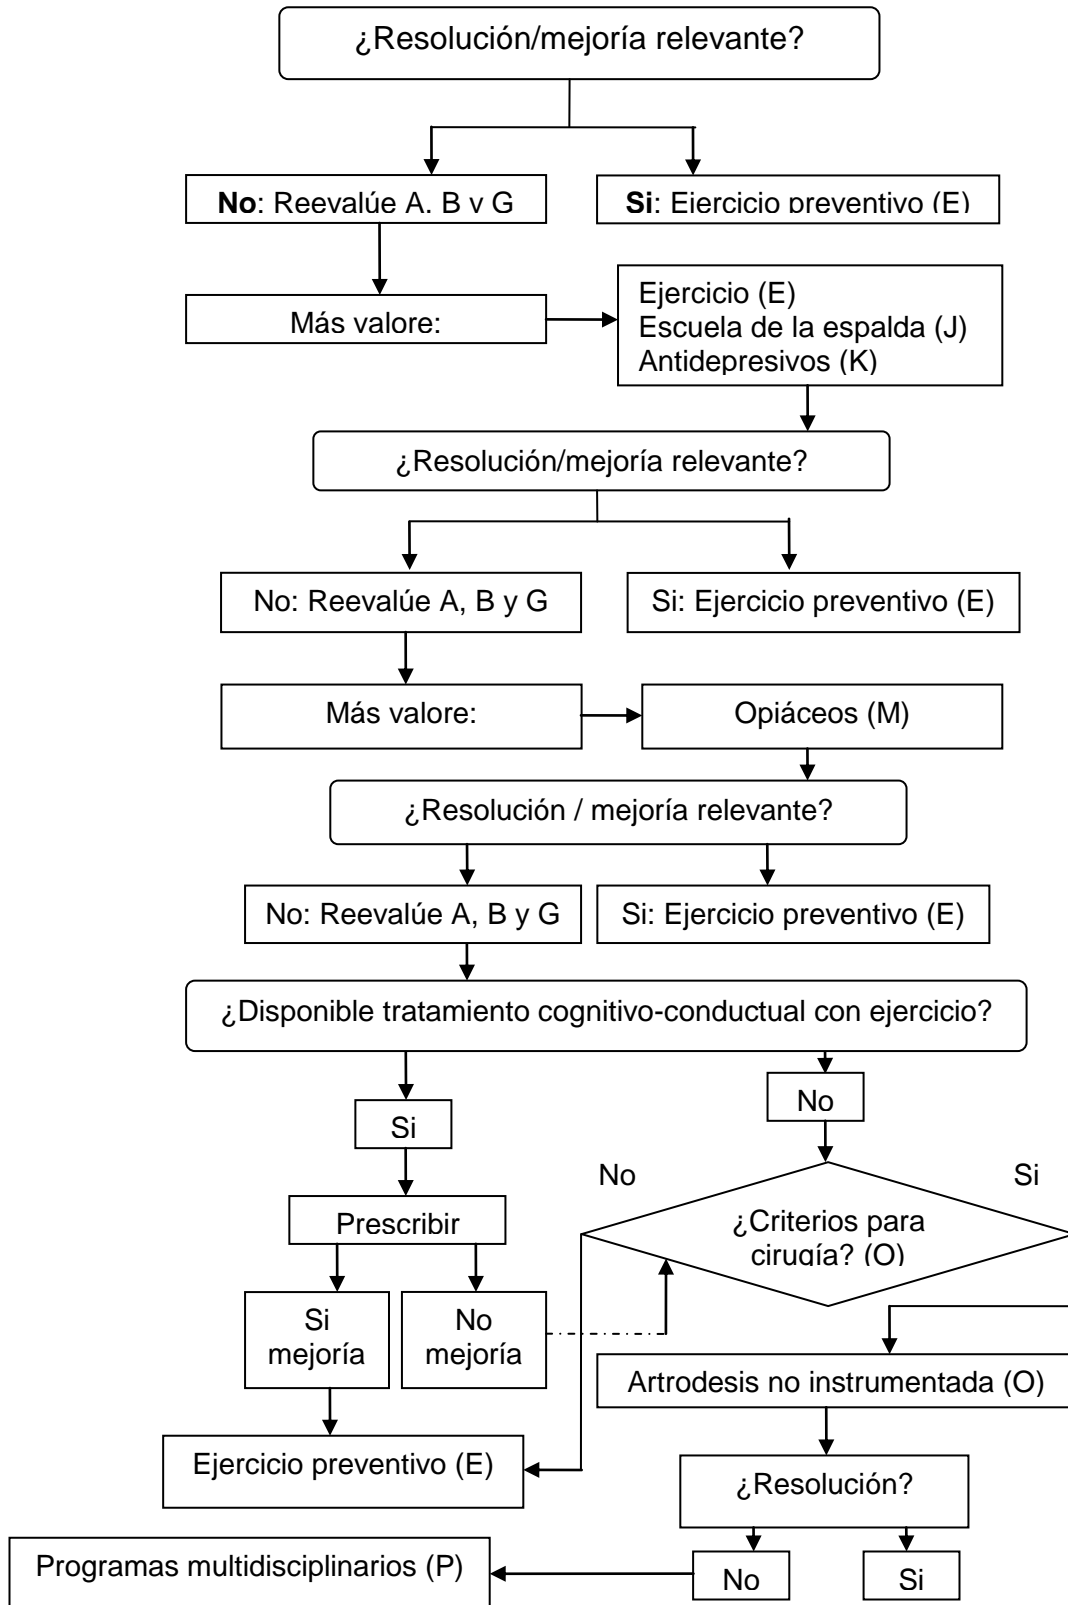 ¿Resolución/mejoría relevante?
No: Reevalúe A. B y G
Si: Ejercicio preventivo (E)
Más valore:
Ejercicio (E)
Escuela de la espalda (J)
Antidepresivos (K)
¿Resolución/mejoría relevante?
No: Reevalúe A, B y G
Si: Ejercicio preventivo (E)
Más valore:
Opiáceos (M)
¿Resolución / mejoría relevante?
No: Reevalúe A, B y G
Si: Ejercicio preventivo (E)
¿Disponible tratamiento cognitivo-conductual con ejercicio?
Si
No
No
Si
Prescribir
¿Criterios para
cirugía? (O)
Si
mejoría
No
mejoría
Artrodesis no instrumentada (O)
Ejercicio preventivo (E)
¿Resolución?
Programas multidisciplinarios (P)
No
Si